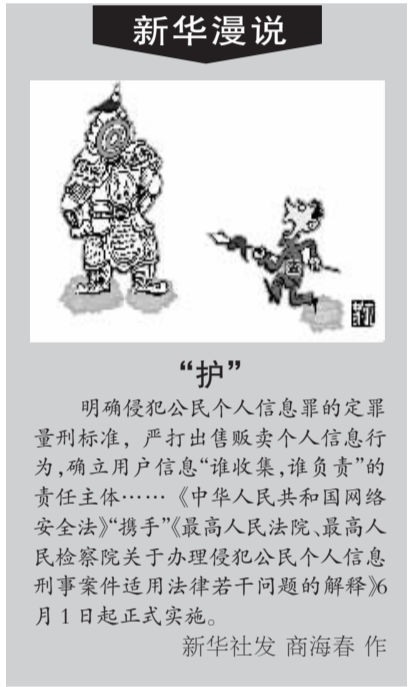 新华漫说
@
“护”
明确侵犯公民个人信息罪的定罪
量刑标准，严打出售贩卖个人信息行
为，确立用户信息“谁收集，谁负责”的
责任主体……《中华人民共和国网络
安全法》“携手”《最高人民法院、最高人
民检察院关于办理侵犯公民个人信息
刑事案件适用法律若干问题的解释》6
月1日起正式实施。
新华社发 商海春 作